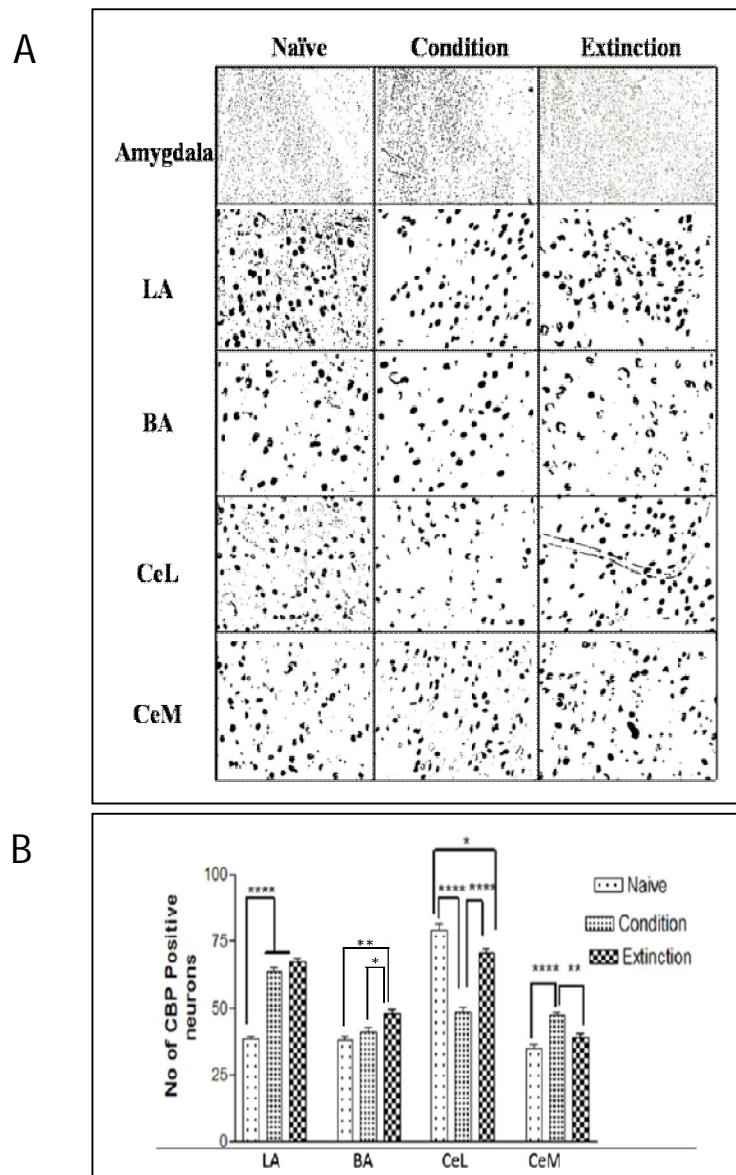 A
Naïve Condition Extinction
Amygdala
LA
BA
CeL
CeM
B
No of CBP Positive
neurons
100
75
50
25
0
****
**
*
*
**** ****
**** **
Naive
Condition
Extinction
LA BA CeL CeM